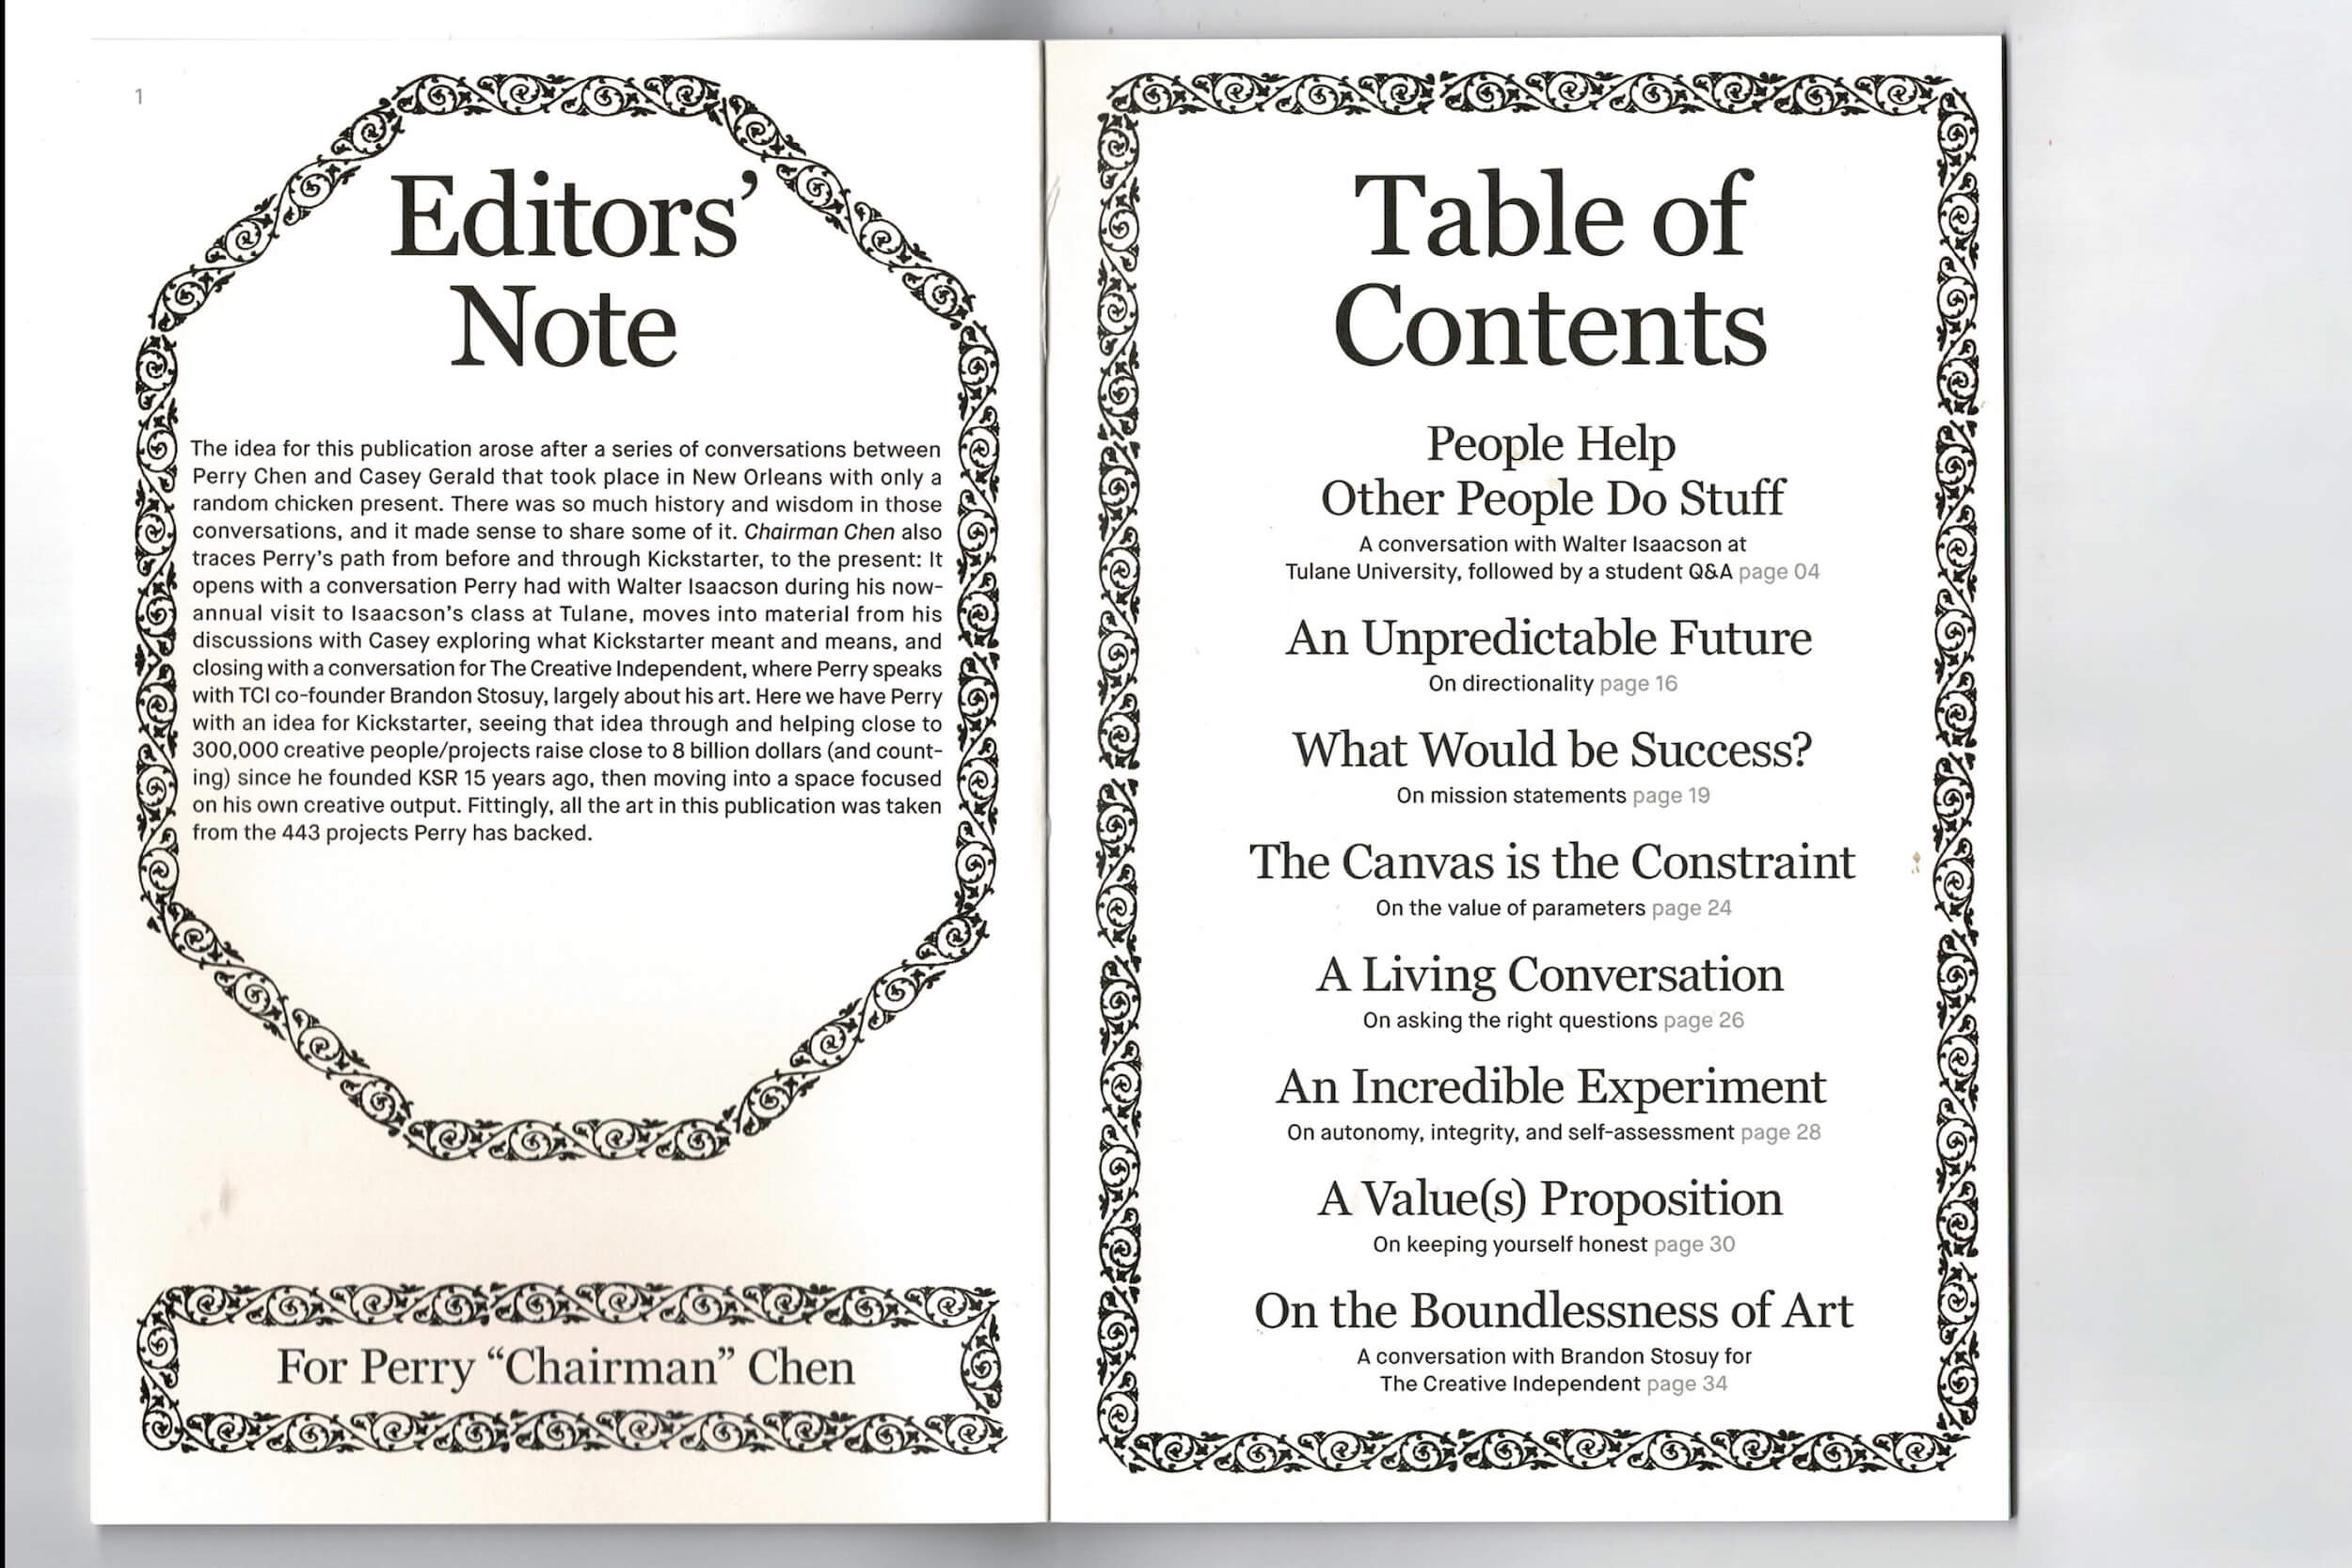 1
Editors’
Note
The idea for this publication arose after a series of conversations between
Perry Chen and Casey Gerald that took place in New Orleans with only a
random chicken present. There was so much history and wisdom in those
conversations, and it made sense to share some of it. Chairman Chen also
traces Perry’s path from before and through Kickstarter, to the present: It
opens with a conversation Perry had with Walter Isaacson during his now-
annual visit to Isaacson’s class at Tulane, moves into material from his
discussions with Casey exploring what Kickstarter meant and means, and
closing with a conversation for The Creative Independent, where Perry speaks
with TCI co-founder Brandon Stosuy, largely about his art. Here we have Perry
with an idea for Kickstarter, seeing that idea through and helping close to
300,000 creative people/projects raise close to 8 billion dollars (and count-
ing) since he founded KSR 15 years ago, then moving into a space focused
on his own creative output. Fittingly, all the art in this publication was taken
from the 443 projects Perry has backed.
For Perry “Chairman” Chen
Table of
Contents
People Help
Other People Do Stuff
A conversation with Walter Isaacson at
Tulane University, followed by a student Q&A page 04
An Unpredictable Future
On directionality page 16
What Would be Success?
On mission statements page 19
The Canvas is the Constraint
On the value of parameters page 24
A Living Conversation
On asking the right questions page 26
An Incredible Experiment
On autonomy, integrity, and self-assessment page 28
A Value(s) Proposition
On keeping yourself honest page 30
On the Boundlessness of Art
A conversation with Brandon Stosuy for
The Creative Independent page 34